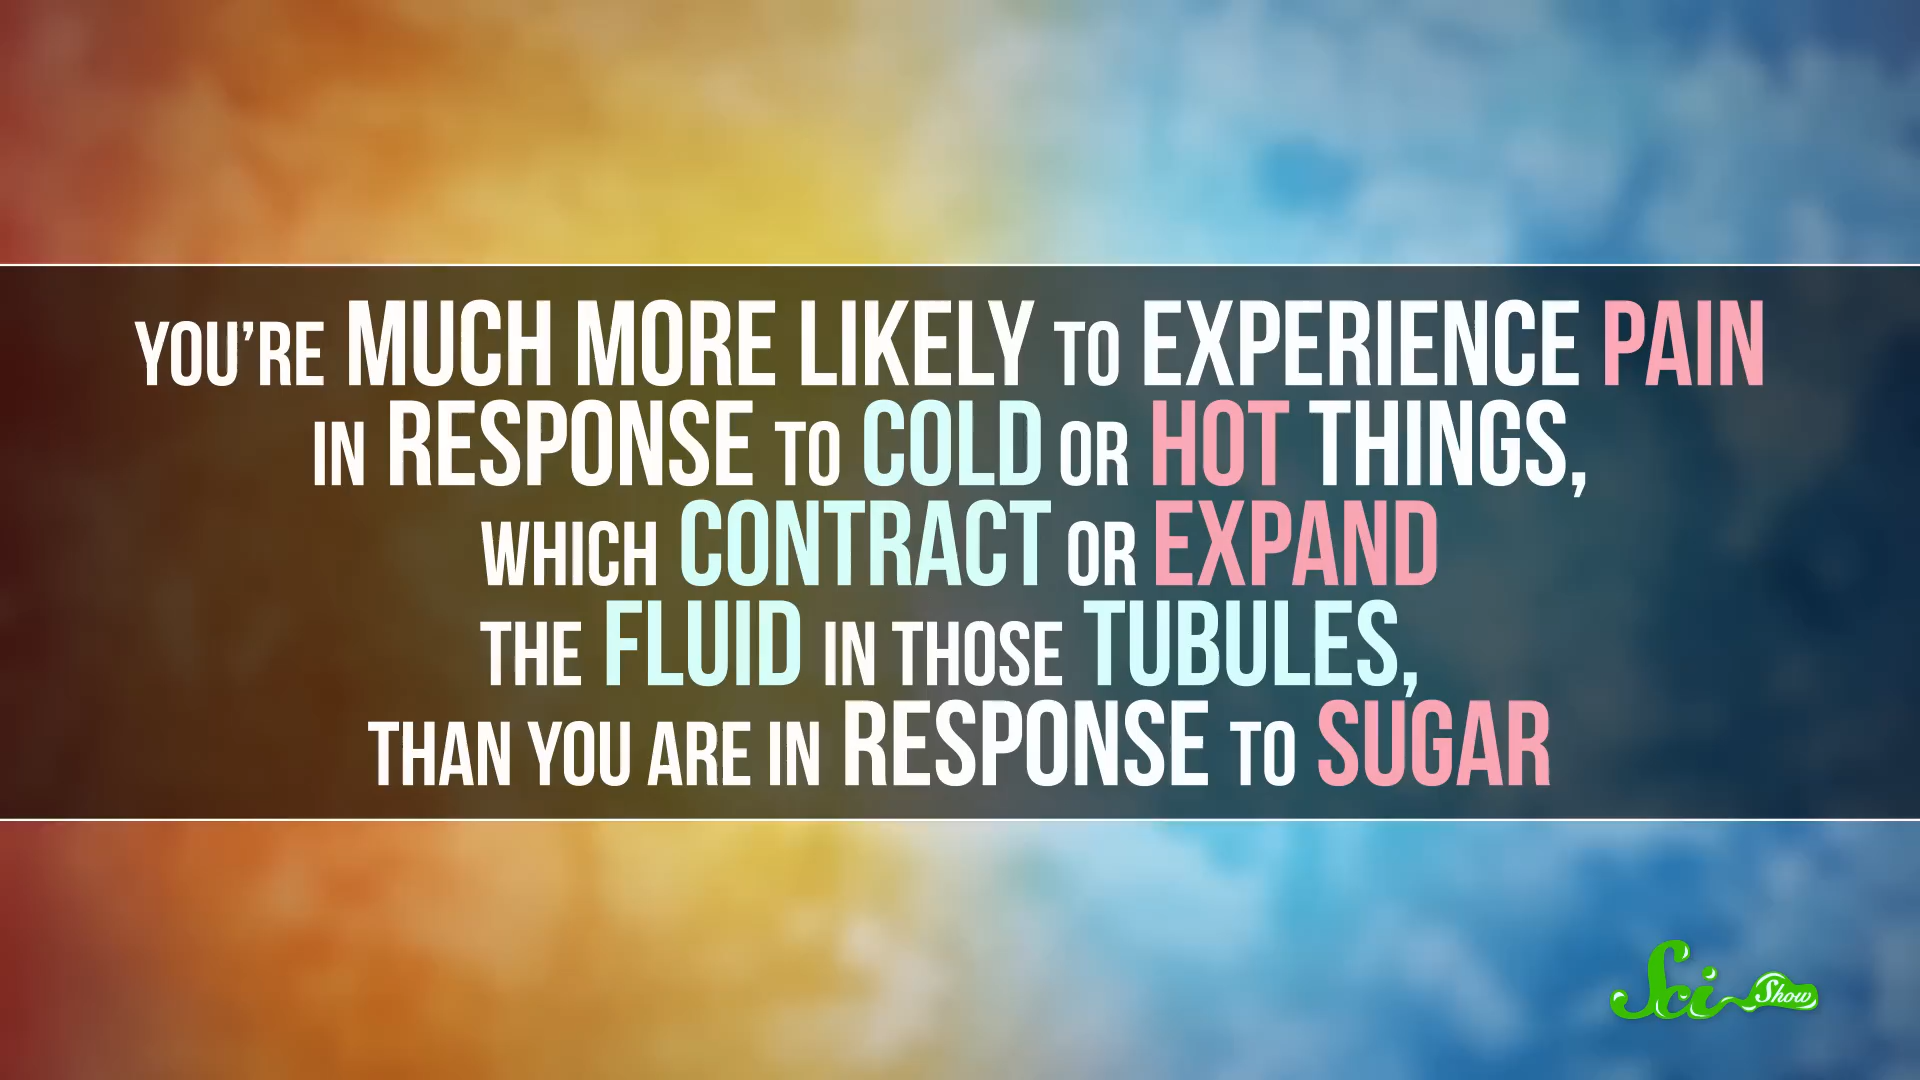 YOU'RE MUCH MORE LIKELY TO EXPERIENCE PAIN
IN RESPONSE TO COLD OR HOT THINGS,
WHICH CONTRACT OR EXPAND
THE FLUID IN THOSE TUBULES,
THAN YOU ARE IN RESPONSE TO SUGAR
Sci Show